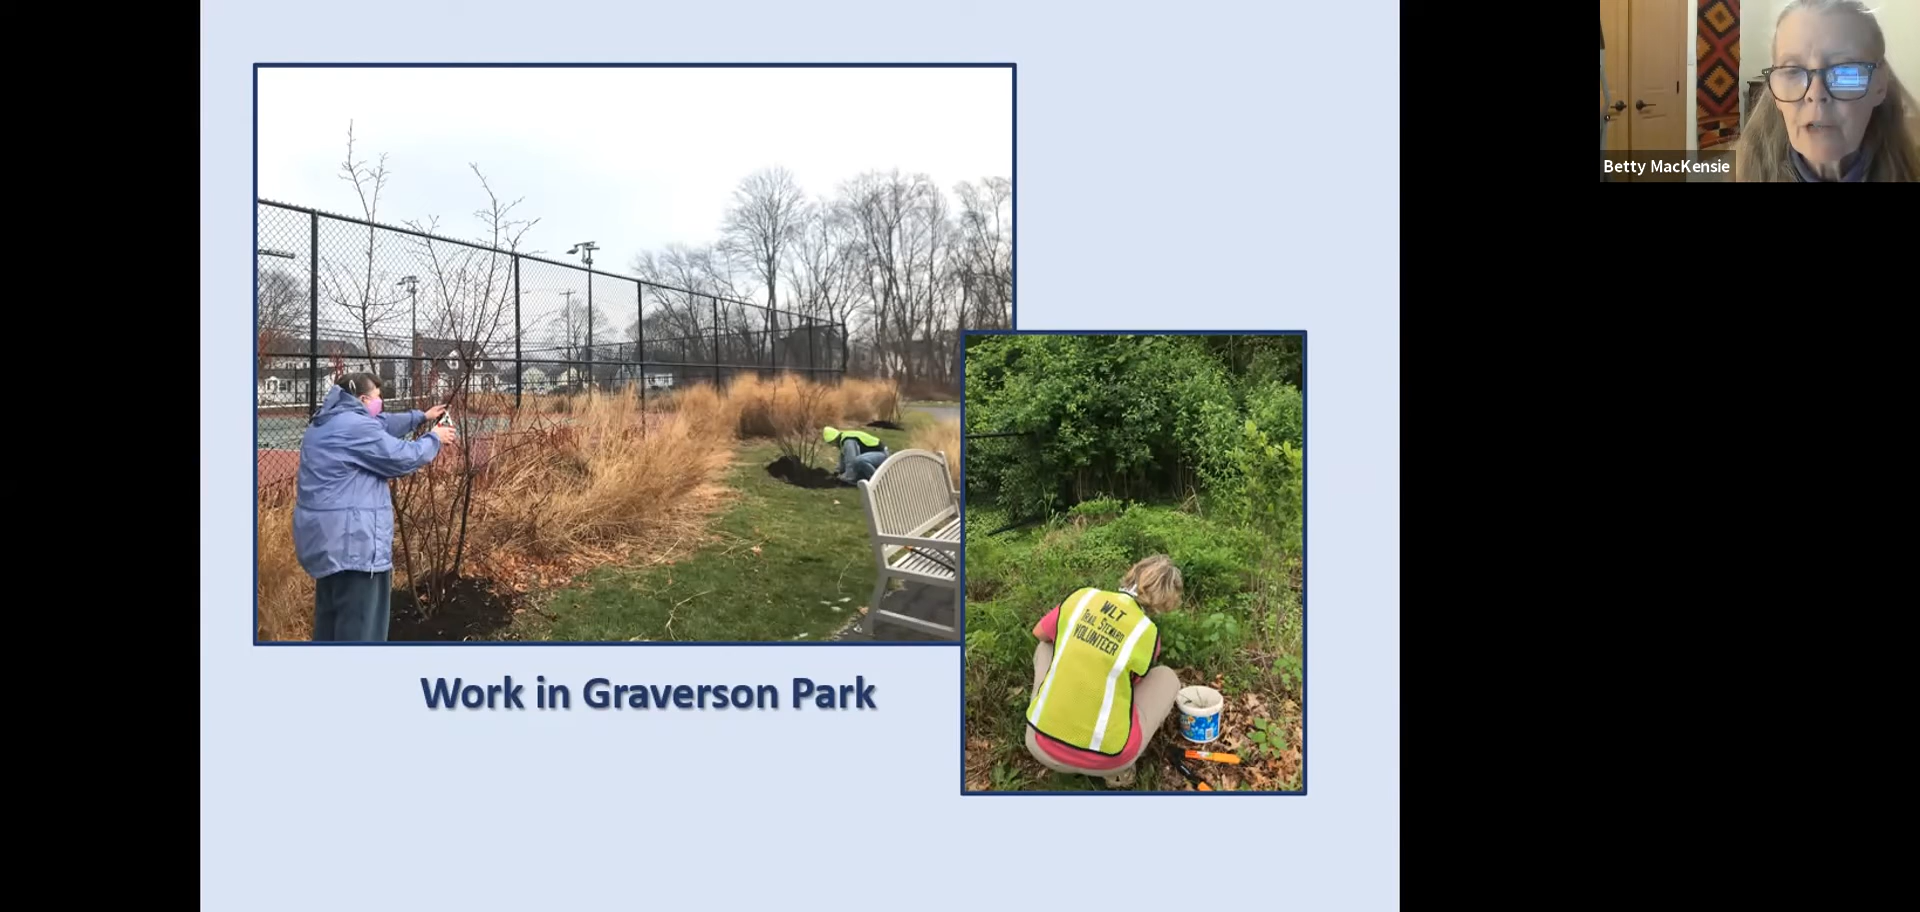 Betty MacKensie
WLT
TRAIL STEWARD
VOLUNTEER
Work in Graverson Park